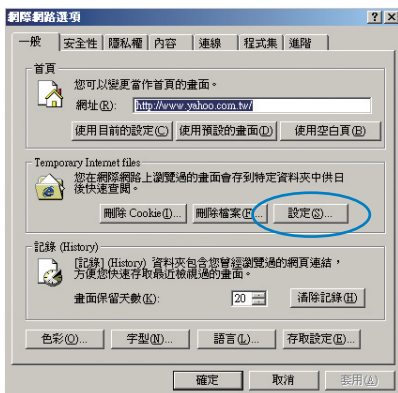 網際網路選項
一般 安全性 隱私權 內容 連線 程式集 進階
首頁
您可以變更當作首頁的畫面。
網址(R): http://www.yahoo.com.tw/
使用目前的設定(C) 使用預設的畫面(D) 使用空白頁(B)
Temporary Internet files
您在網際網路上瀏覽過的畫面會存到特定資料夾中供日
後快速查閱。
刪除 Cookie(I)... 刪除檔案(F)... 設定(S)...
記錄 (History)
[記錄] (History) 資料夾包含您曾經瀏覽過的網頁連結，
方便您快速存取最近檢視過的畫面。
畫面保留天數(K): 20 清除記錄(H)
色彩(O)... 字型(N)... 語言(L)... 存取設定(E)...
確定 取消 套用(A)